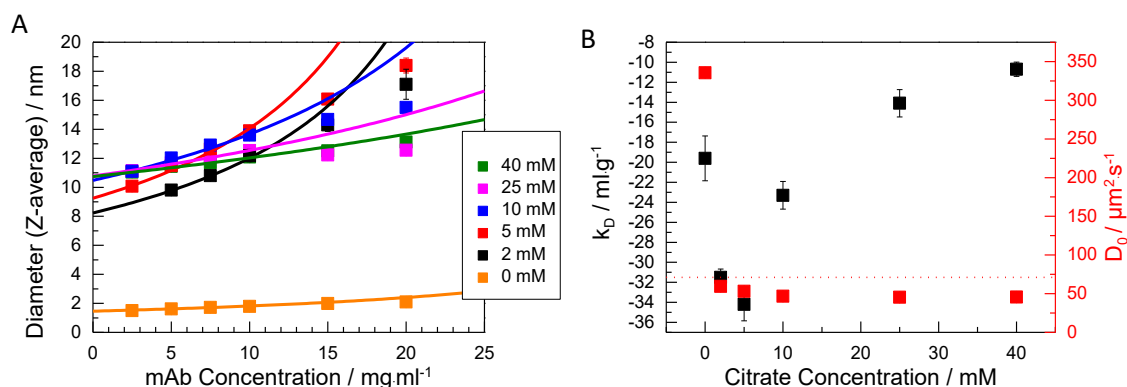 A
Diameter (Z-average) / nm
20
18
16
14
12
10
8
6
4
2
0
0 5 10 15 20 25
mAb Concentration / mg.ml⁻¹
40 mM
25 mM
10 mM
5 mM
2 mM
0 mM
B
k_D / ml.g⁻¹
-8
-10
-12
-14
-16
-18
-20
-22
-24
-26
-28
-30
-32
-34
-36
0 10 20 30 40
Citrate Concentration / mM
350
300
250
200
150
100
50
0
D₀ / µm².s⁻¹